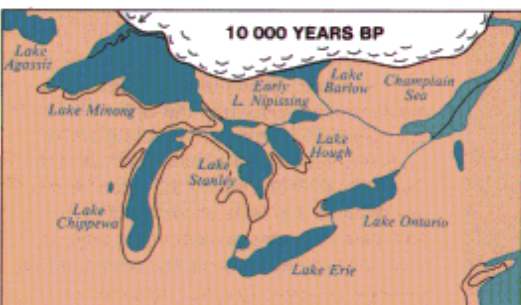 10 000 YEARS BP
Lake
Agassiz
Lake Minong
Early
L. Nipissing
Lake
Barlow
Champlain
Sea
Lake
Hough
Lake
Stanley
Lake
Chippewa
Lake Ontario
Lake Erie